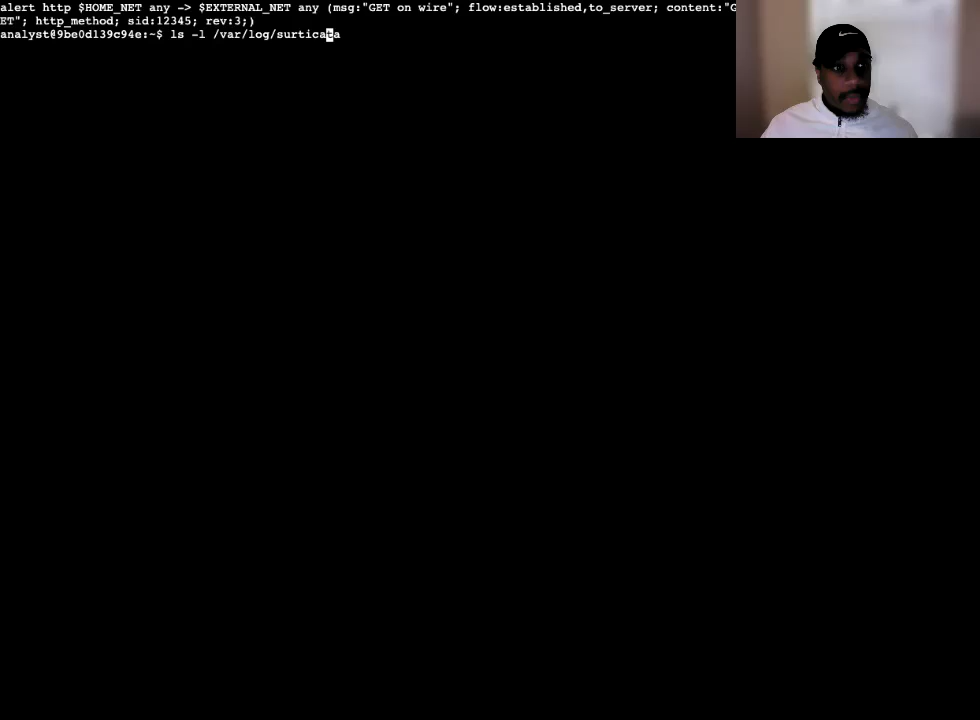 alert http $HOME_NET any -> $EXTERNAL_NET any (msg:"GET on wire"; flow:established,to_server; content:"G
ET"; http_method; sid:12345; rev:3;)
analyst@9be0d139c94e:~$ ls -l /var/log/surticata